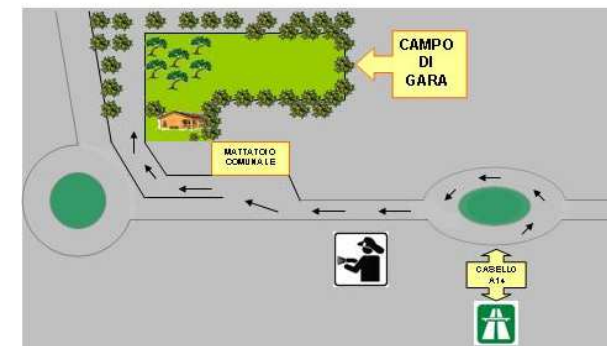 CAMPO
DI
GARA
MATTATOIO
COMUNALE
CASELLO
A14